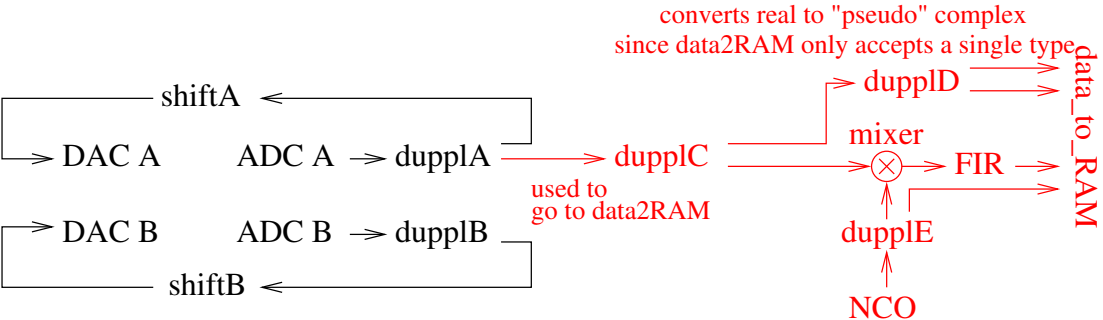 converts real to "pseudo" complex
since data2RAM only accepts a single type
shiftA
dupplD
data_to_RAM
DAC A
ADC A
dupplA
dupplC
mixer
FIR
used to
go to data2RAM
DAC B
ADC B
dupplB
dupplE
shiftB
NCO